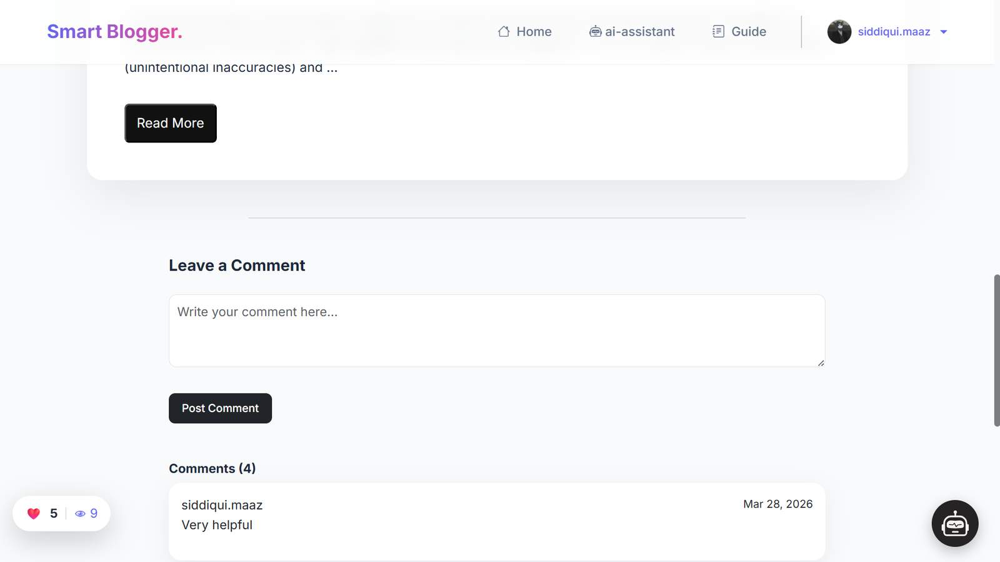 Smart Blogger.
Home
ai-assistant
Guide
siddiqui.maaz
(unintentional inaccuracies) and ...
Read More
Leave a Comment
Write your comment here...
Post Comment
Comments (4)
siddiqui.maaz
Mar 28, 2026
Very helpful
5
9